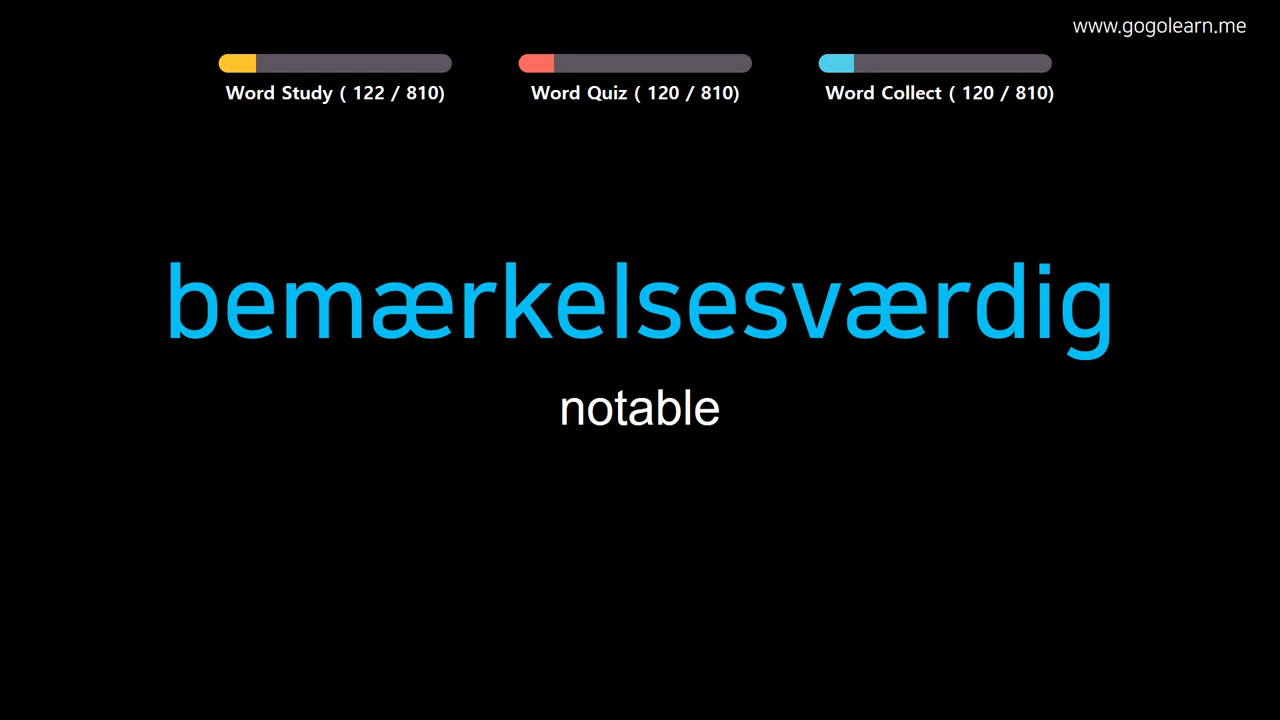 www.gogolearn.me
Word Study ( 122 / 810)
Word Quiz ( 120 / 810)
Word Collect ( 120 / 810)
bemærkelsesværdig
notable